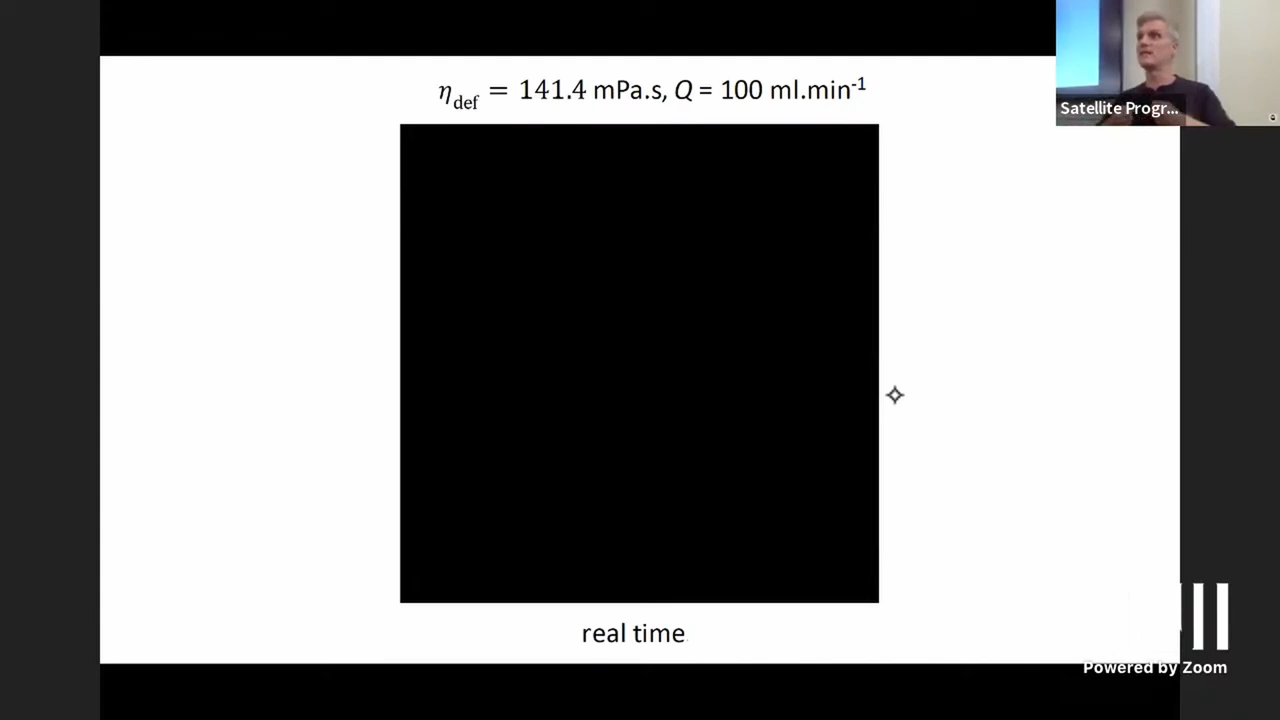 η_def = 141.4 mPa.s, Q = 100 ml.min⁻¹
Satellite Progr...
real time
Powered by Zoom